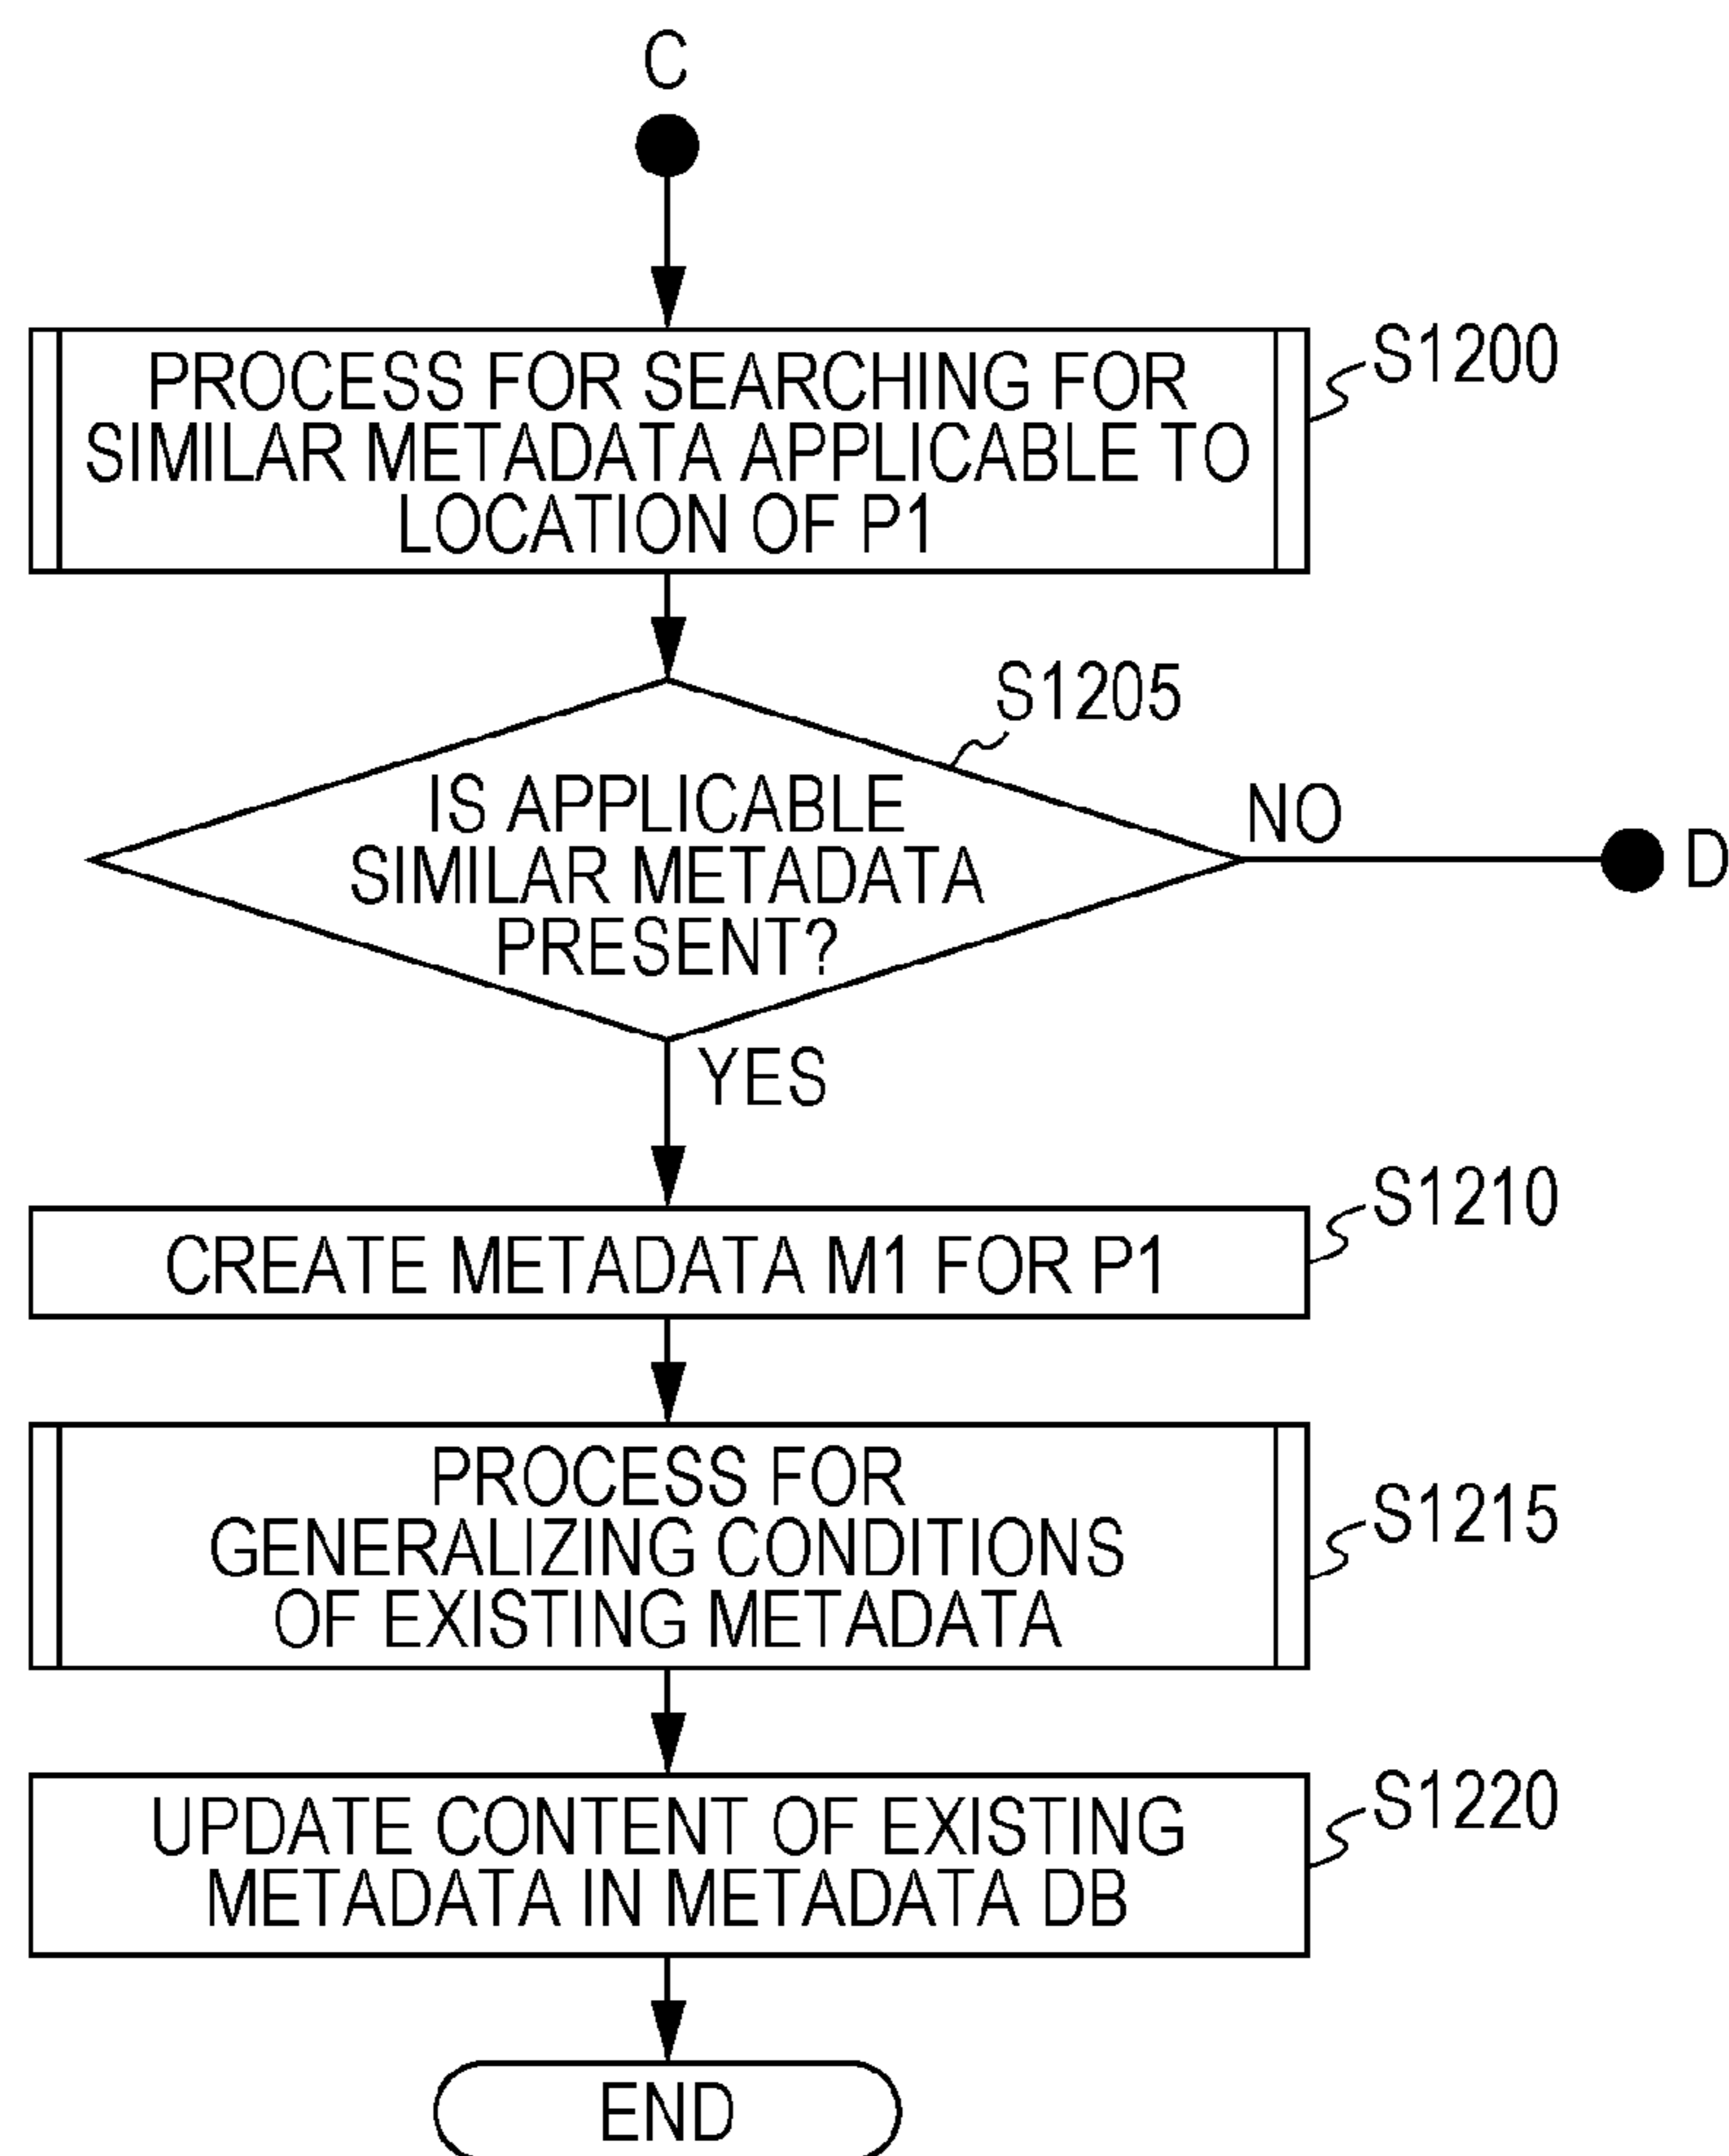 C
PROCESS FOR SEARCHING FOR
SIMILAR METADATA APPLICABLE TO
LOCATION OF P1
S1200
S1205
IS APPLICABLE
SIMILAR METADATA
PRESENT?
NO
D
YES
CREATE METADATA M1 FOR P1
S1210
PROCESS FOR
GENERALIZING CONDITIONS
OF EXISTING METADATA
S1215
UPDATE CONTENT OF EXISTING
METADATA IN METADATA DB
S1220
END